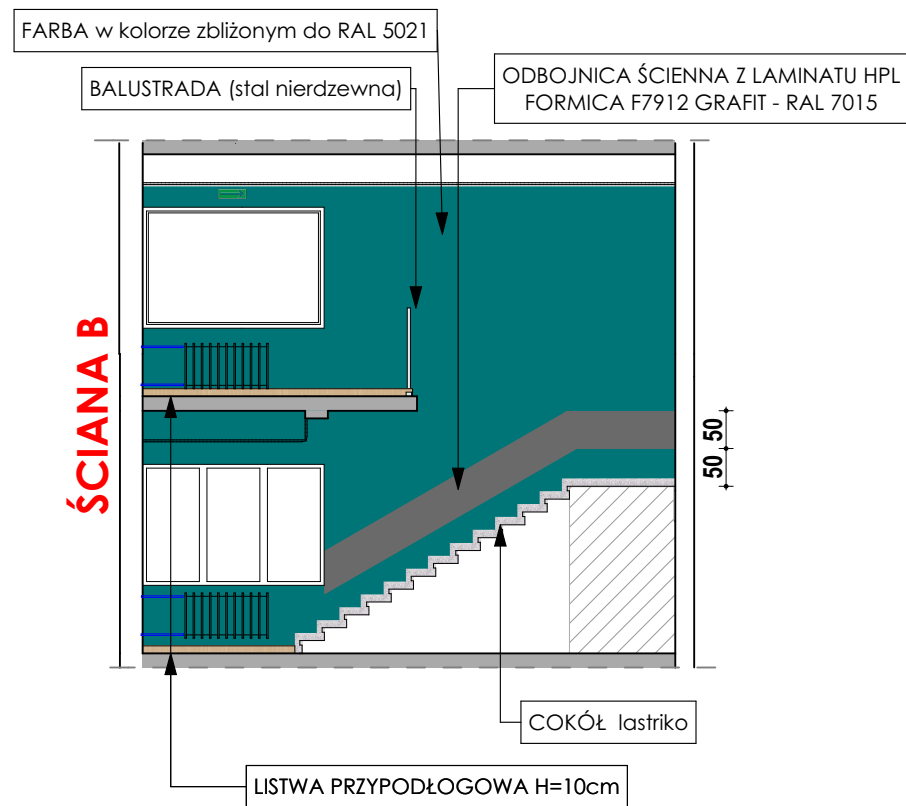 FARBA w kolorze zbliżonym do RAL 5021
BALUSTRADA (stal nierdzewna)
ODBOJNICA ŚCIENNA Z LAMINATU HPL
FORMICA F7912 GRAFIT - RAL 7015
ŚCIANA B
50
50
COKÓŁ lastriko
LISTWA PRZYPODŁOGOWA H=10cm